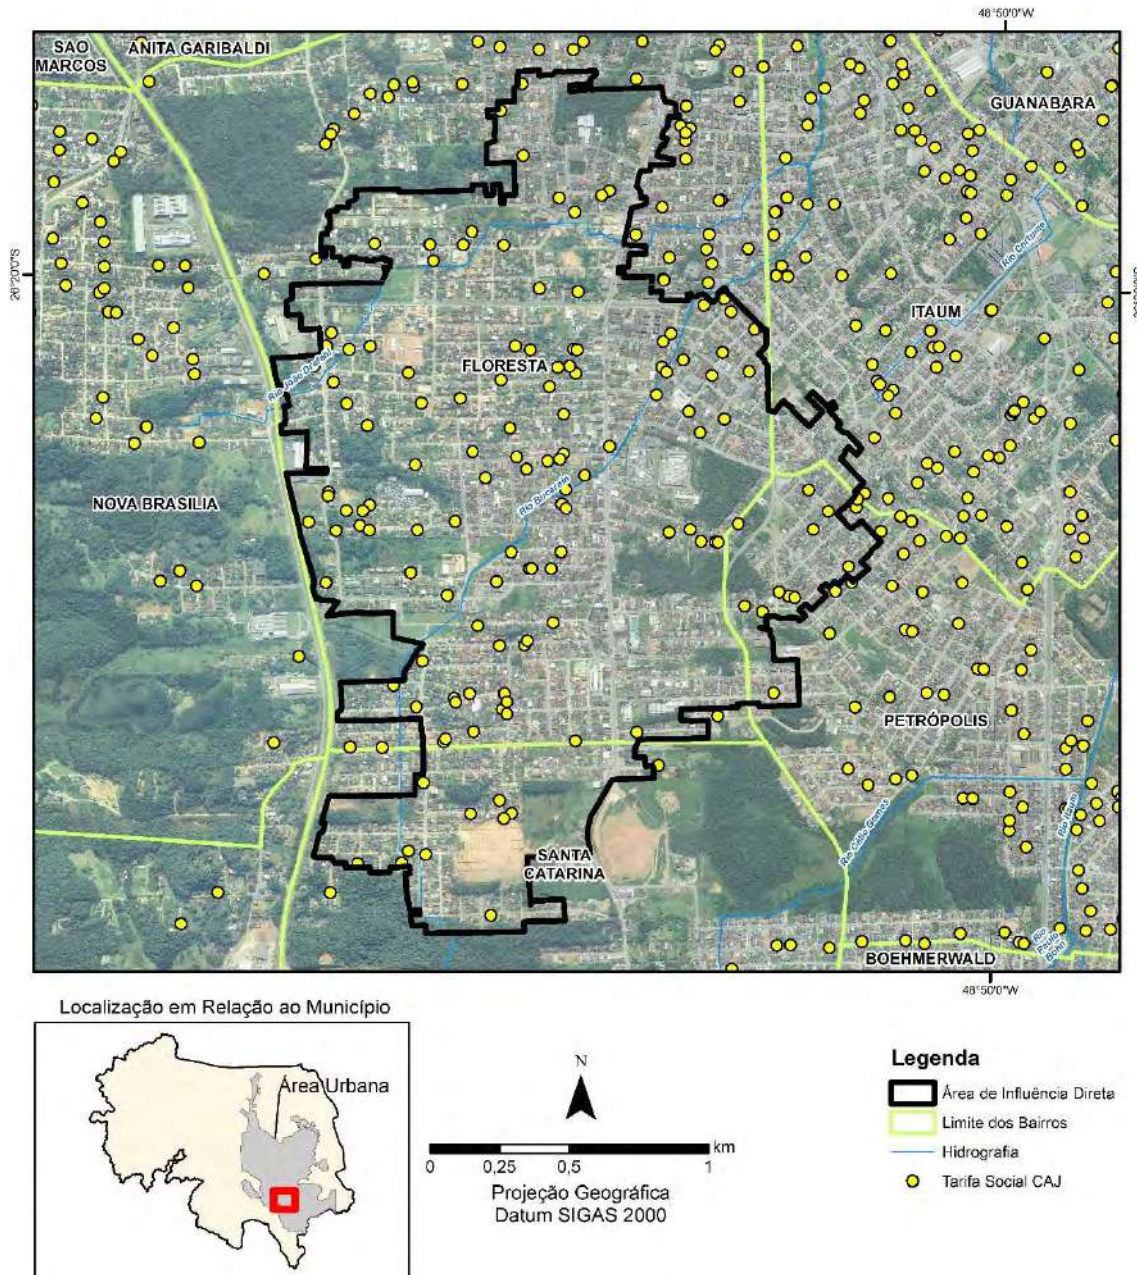 48°50'0"W
SAO
MARCOS
ANITA GARIBALDI
GUANABARA
26°20'0"S
Rio Cortume
ITAUM
FLORESTA
NOVA BRASILIA
Rio Bucarein
PETRÓPOLIS
Rio Itaum
SANTA
CATARINA
BOEHMERWALD
48°50'0"W
Localização em Relação ao Município
Área Urbana
N
km
0 0,25 0,5 1
Projeção Geográfica
Datum SIGAS 2000
Legenda
Área de Influência Direta
Limite dos Bairros
Hidrografia
Tarifa Social CAJ